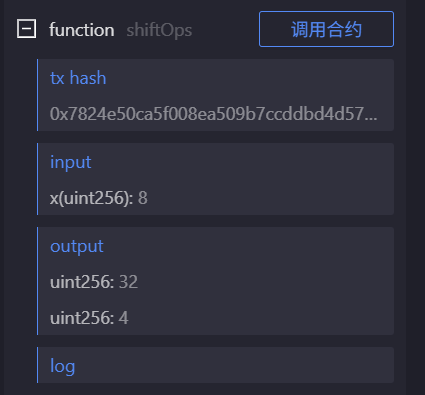 function shiftOps 调用合约
tx hash
0x7824e50ca5f008ea509b7ccddbd4d57...
input
x(uint256): 8
output
uint256: 32
uint256: 4
log